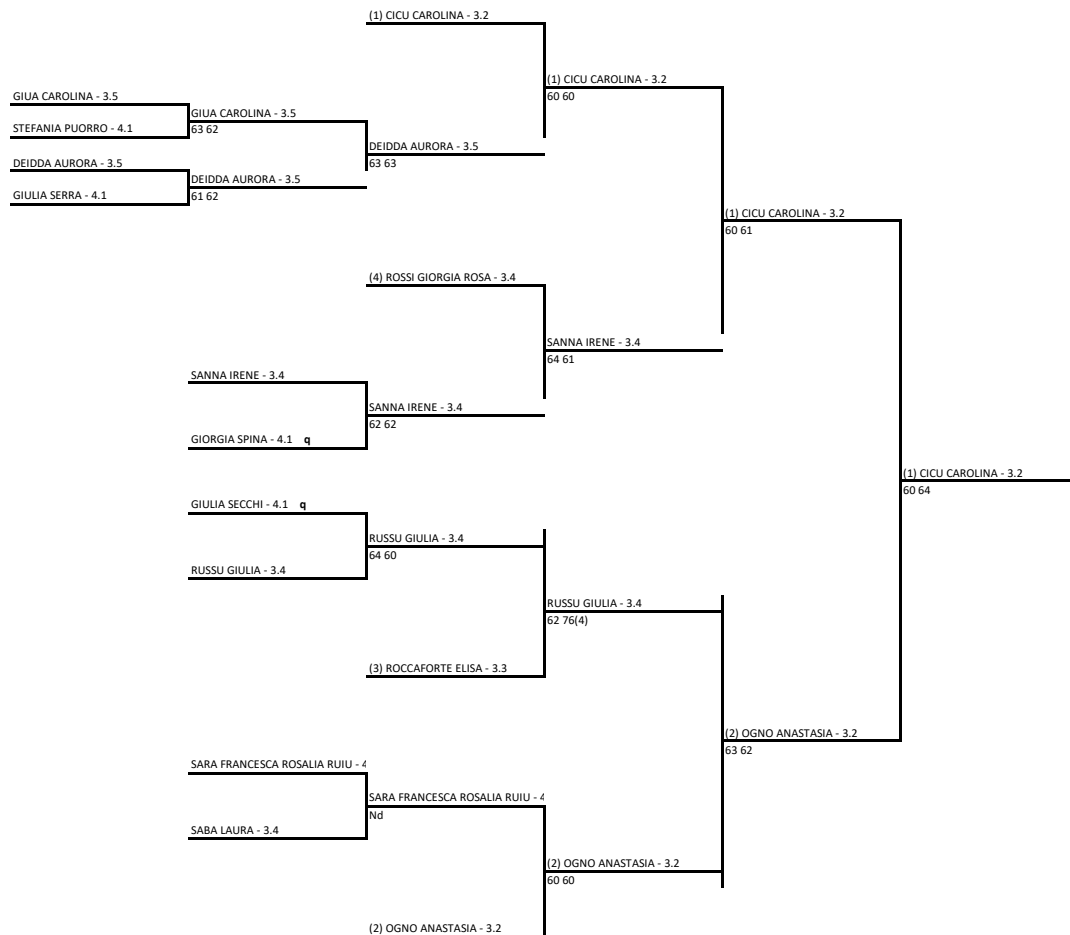 (1) CICU CAROLINA - 3.2
(1) CICU CAROLINA - 3.2
60 60
GIUA CAROLINA - 3.5
GIUA CAROLINA - 3.5
63 62
STEFANIA PUORRO - 4.1
DEIDDA AURORA - 3.5
63 63
DEIDDA AURORA - 3.5
DEIDDA AURORA - 3.5
61 62
GIULIA SERRA - 4.1
(1) CICU CAROLINA - 3.2
60 61
(4) ROSSI GIORGIA ROSA - 3.4
SANNA IRENE - 3.4
64 61
SANNA IRENE - 3.4
SANNA IRENE - 3.4
62 62
GIORGIA SPINA - 4.1 q
(1) CICU CAROLINA - 3.2
60 64
GIULIA SECCHI - 4.1 q
RUSSU GIULIA - 3.4
64 60
RUSSU GIULIA - 3.4
RUSSU GIULIA - 3.4
62 76(4)
(3) ROCCAFORTE ELISA - 3.3
(2) OGNO ANASTASIA - 3.2
63 62
SARA FRANCESCA ROSALIA RUIU - 4
SARA FRANCESCA ROSALIA RUIU - 4
Nd
SABA LAURA - 3.4
(2) OGNO ANASTASIA - 3.2
60 60
(2) OGNO ANASTASIA - 3.2